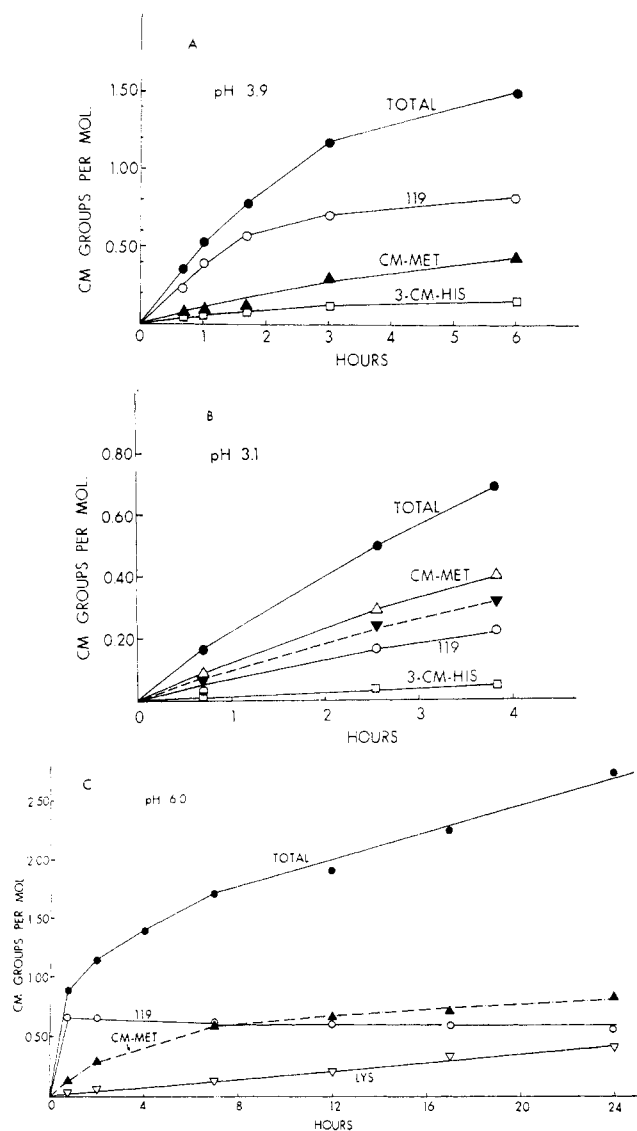 A
pH 3.9
1.50
1.00
0.50
CM GROUPS PER MOL.
TOTAL
119
CM-MET
3-CM-HIS
0 1 2 3 4 5 6
HOURS
B
pH 3.1
0.80
0.60
0.40
0.20
CM GROUPS PER MOL.
TOTAL
CM-MET
119
3-CM-HIS
0 1 2 3 4
HOURS
C
pH 6.0
2.50
2.00
1.50
1.00
0.50
CM GROUPS PER MOL
TOTAL
119
CM-MET
LYS
0 4 8 12 16 20 24
HOURS